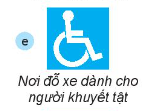 e
Nơi đỗ xe dành cho
người khuyết tật